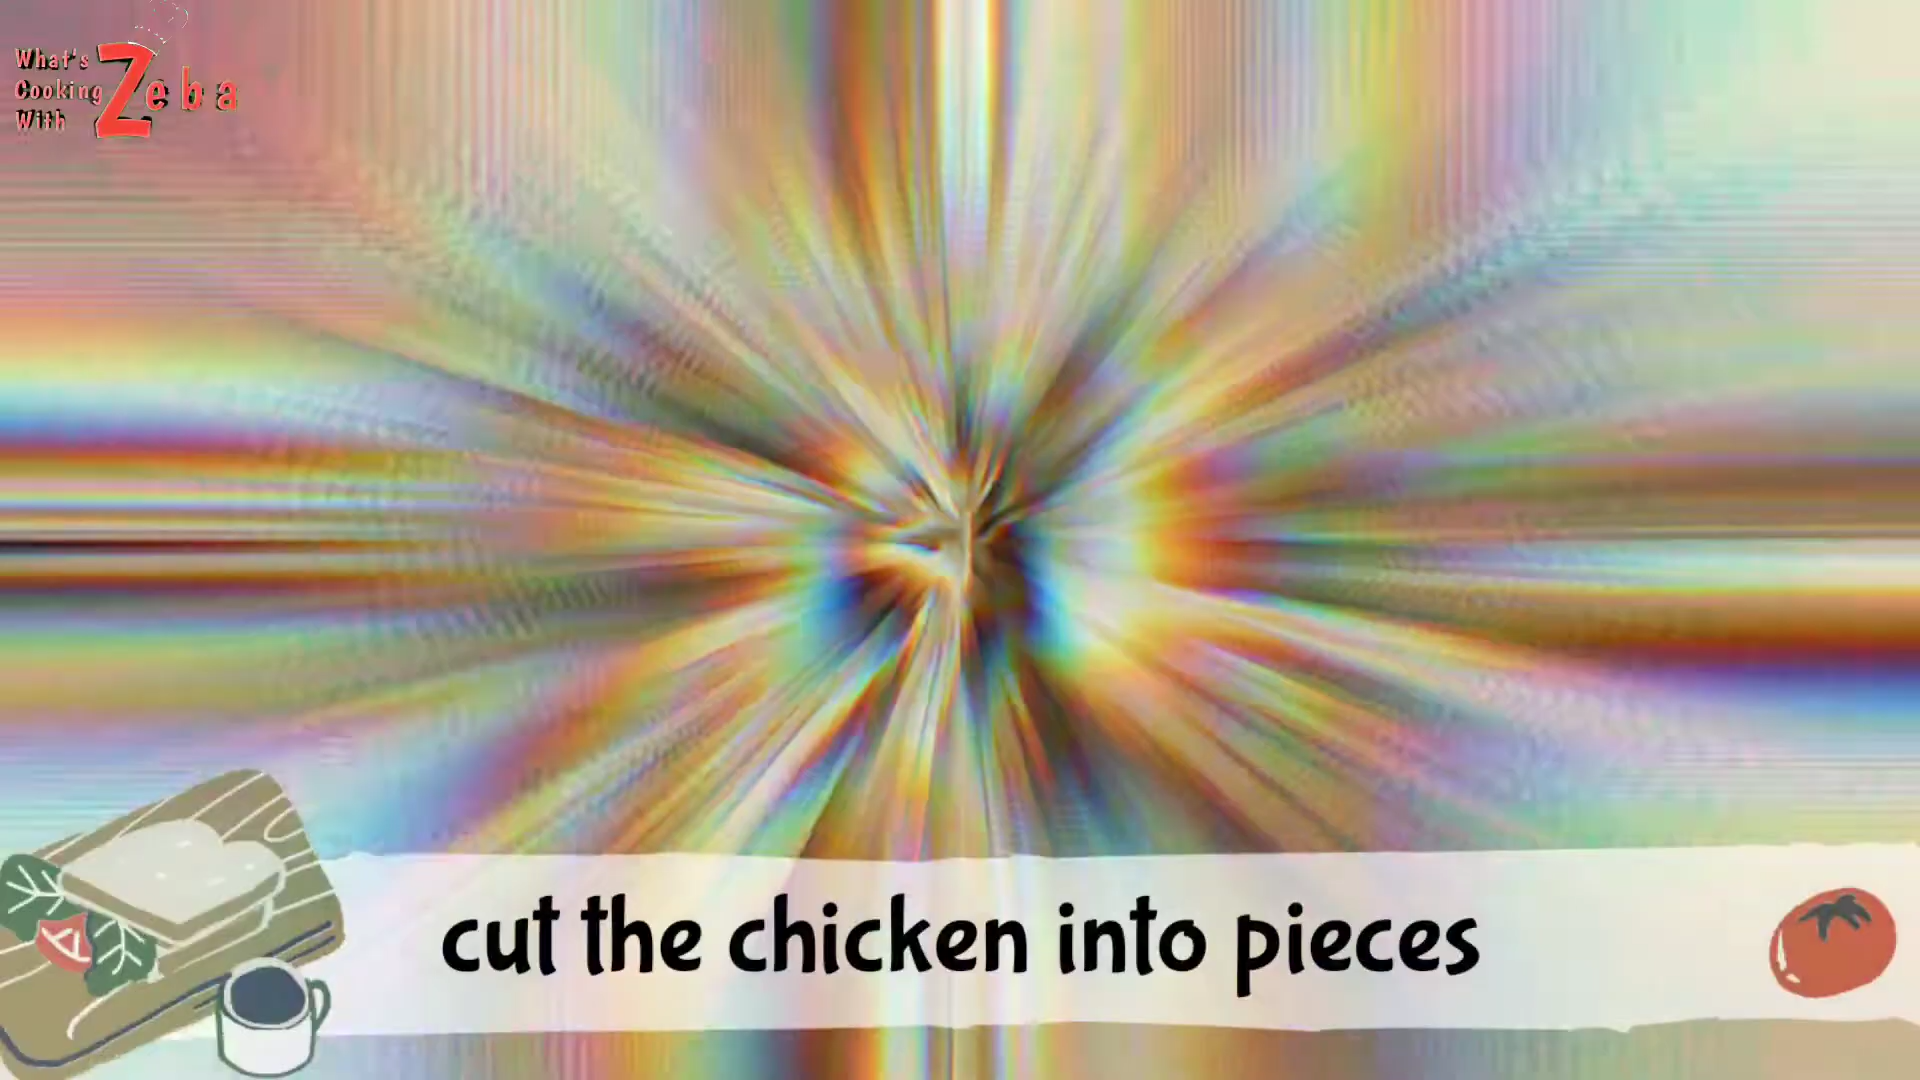 What's
Cooking
With
Zeba
cut the chicken into pieces